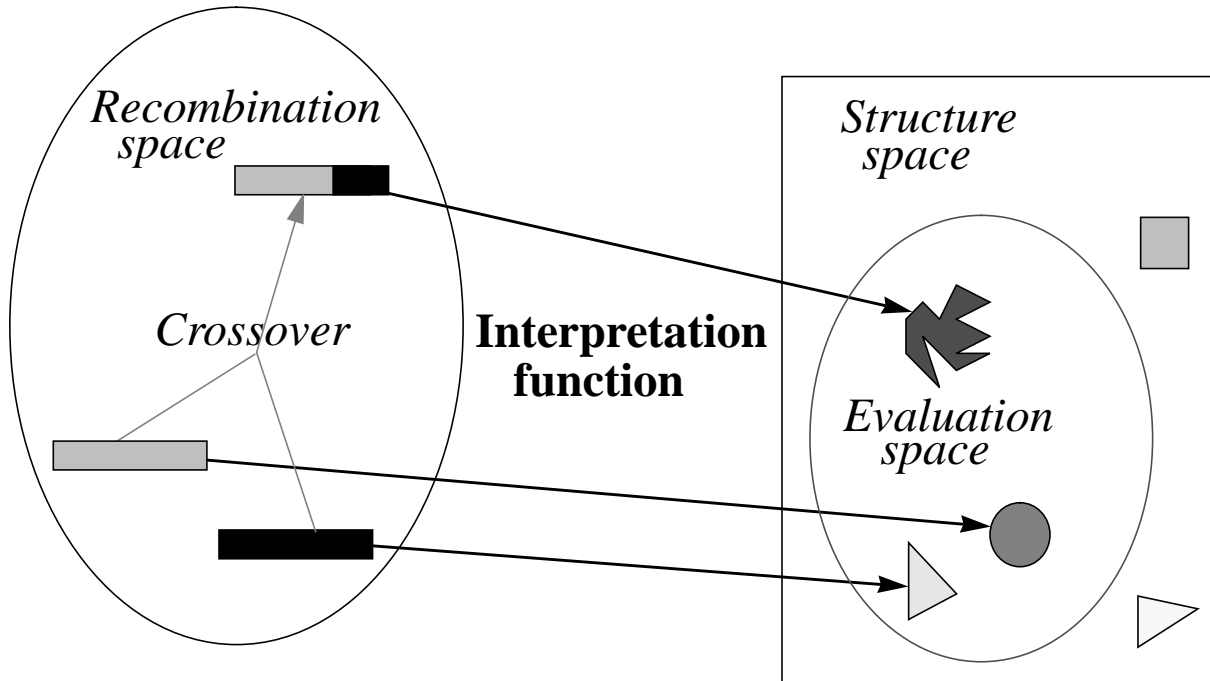 Recombination
space
Crossover
Interpretation
function
Structure
space
Evaluation
space